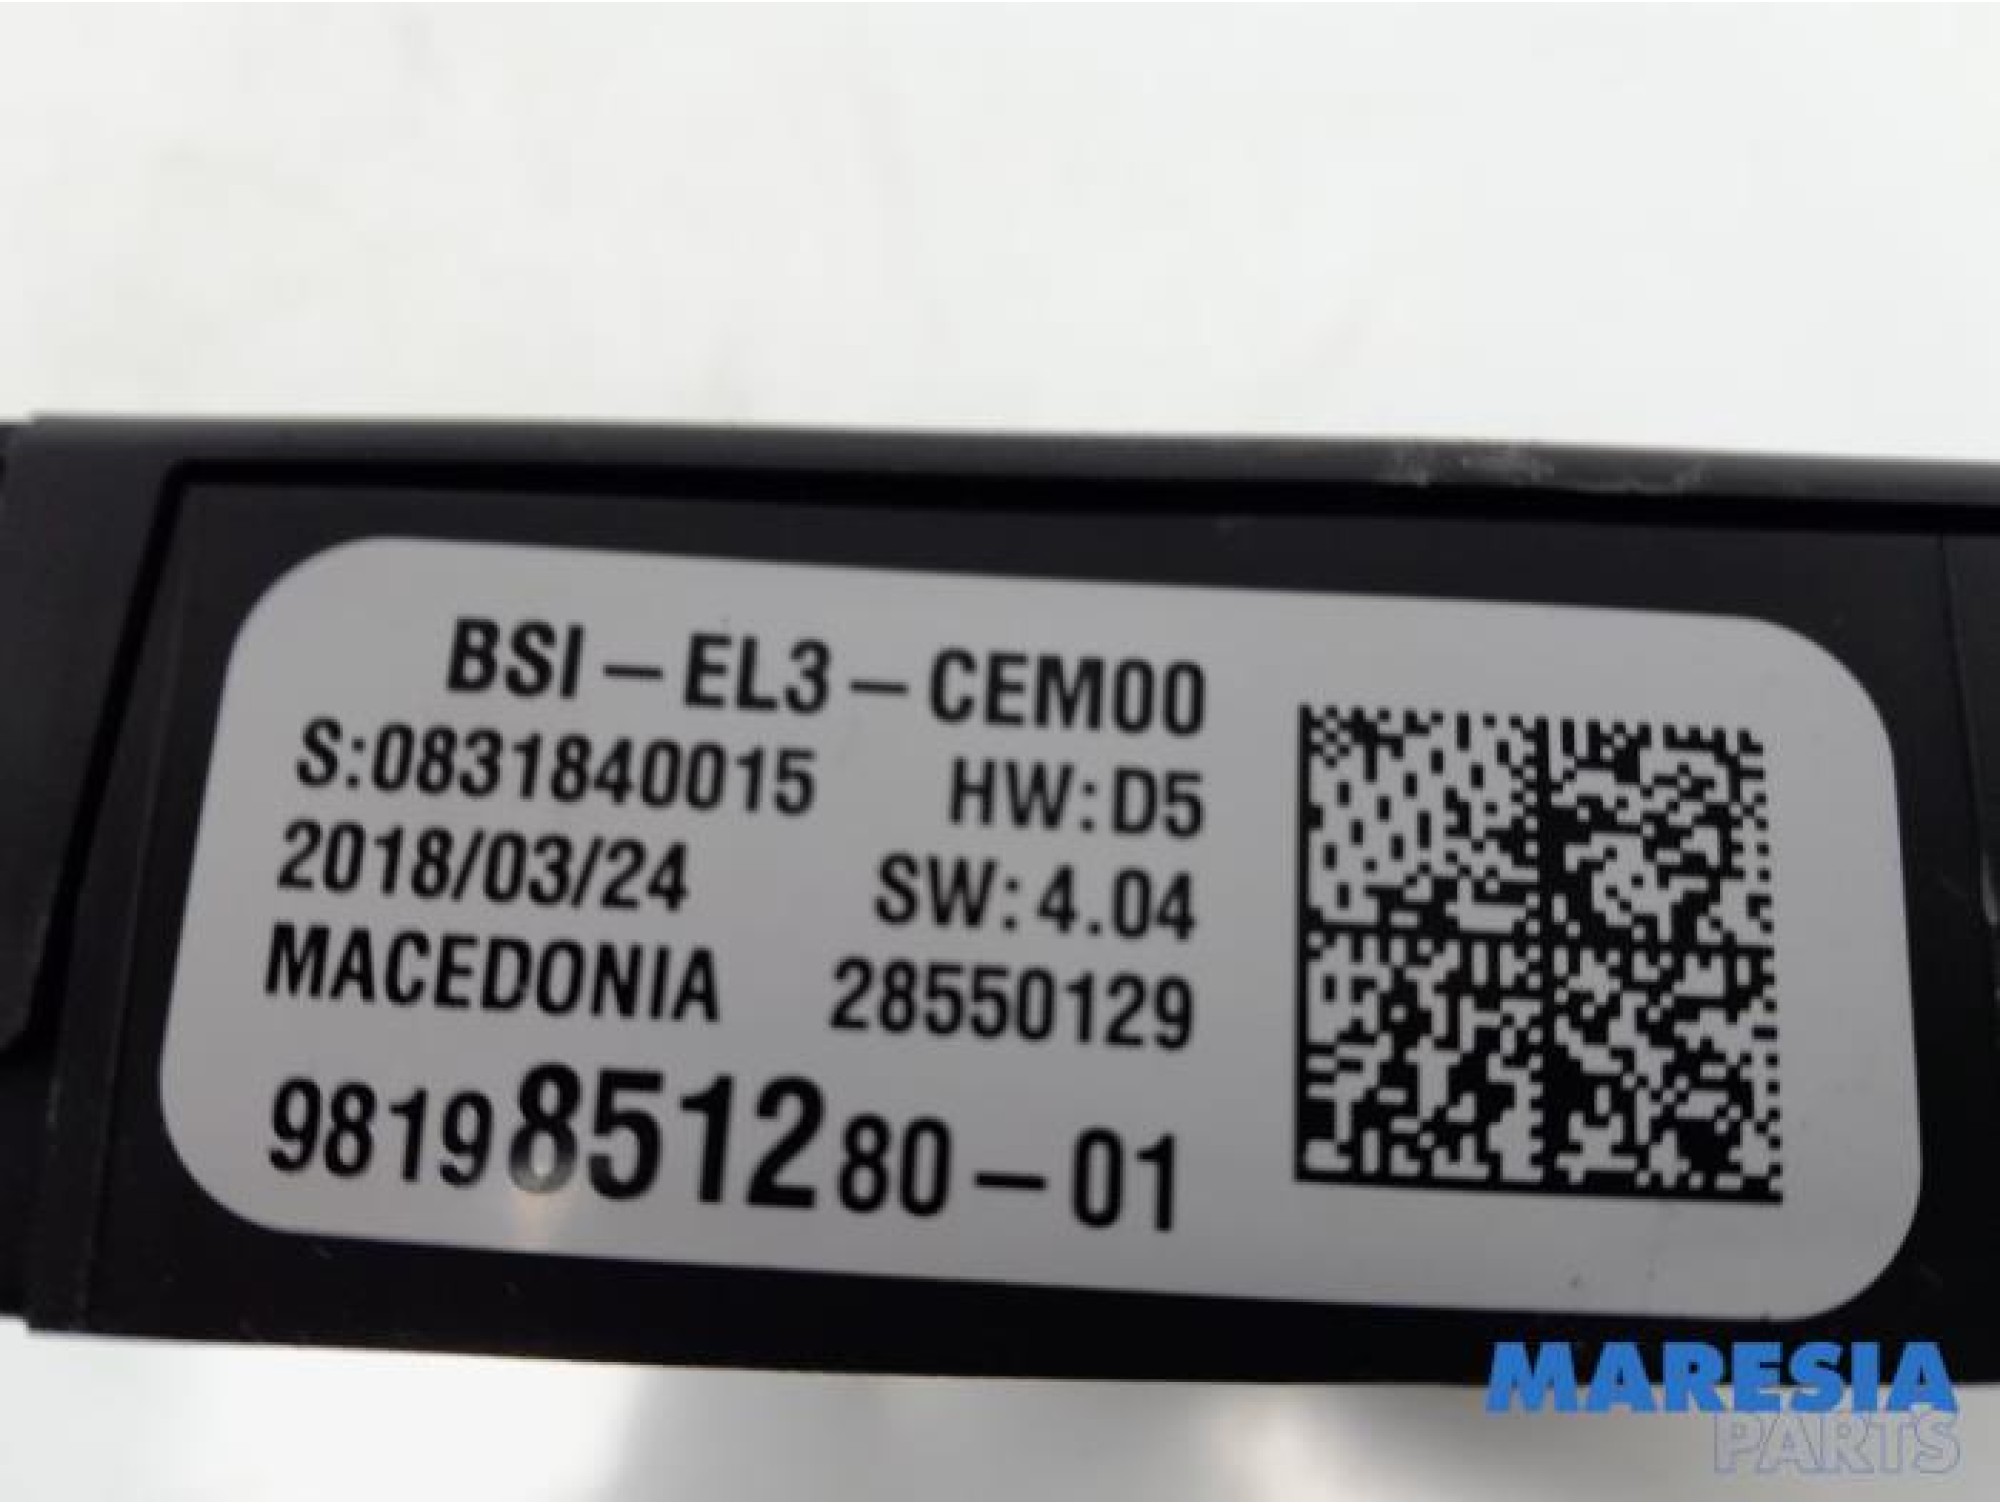 BSI-EL3-CEM00
S:0831840015 HW:D5
2018/03/24 SW:4.04
MACEDONIA 28550129
9819851280-01
MARESIA
PARTS